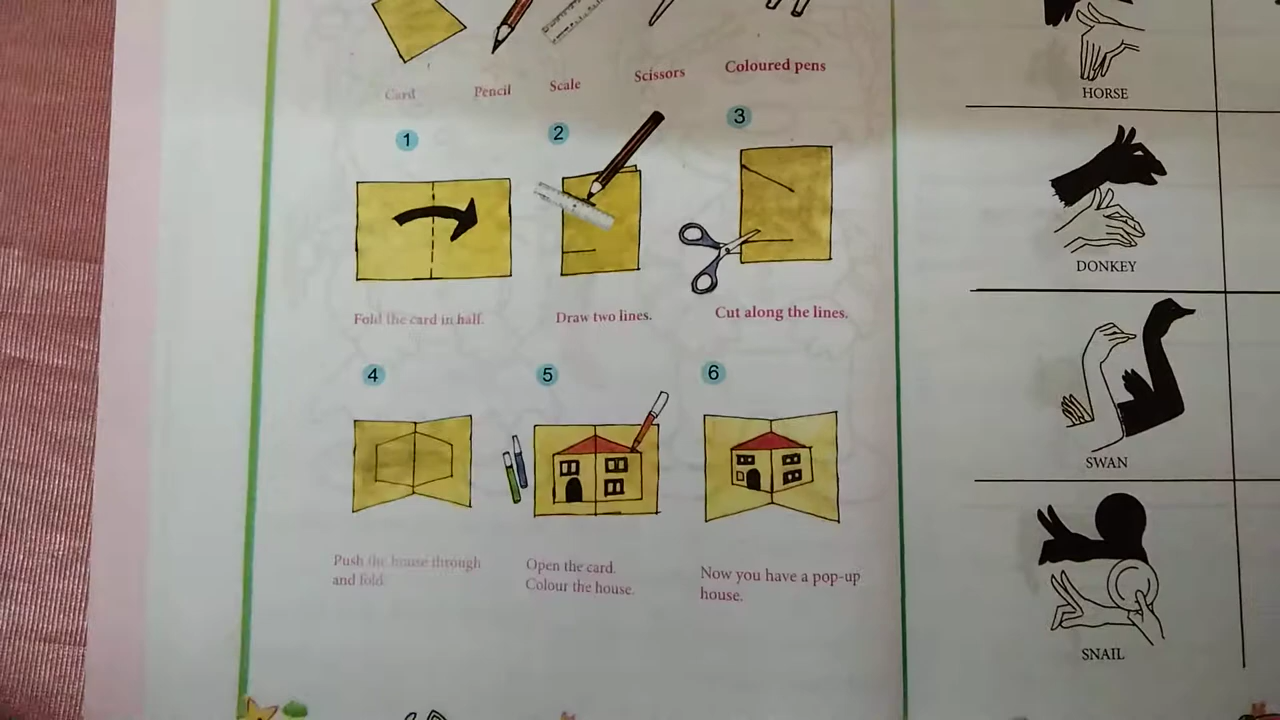 Card
Pencil
Scale
Scissors
Coloured pens
1
2
3
Fold the card in half.
Draw two lines.
Cut along the lines.
4
5
6
Push the house through
and fold.
Open the card.
Colour the house.
Now you have a pop-up
house.
HORSE
DONKEY
SWAN
SNAIL